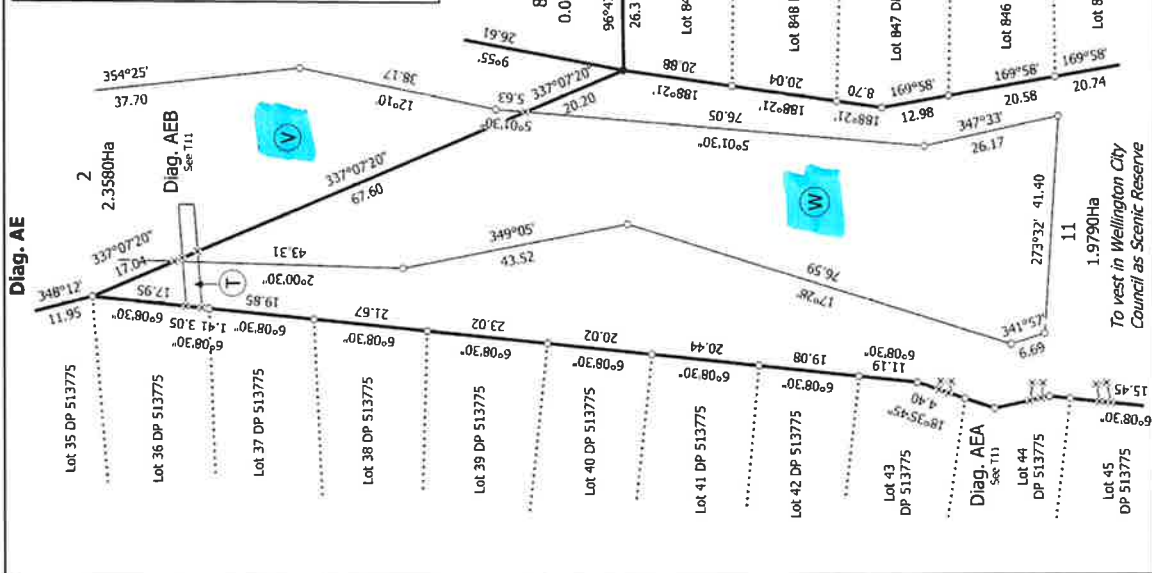 Diag. AE
348°12'
11.95
337°07'20"
17.04
2
2.3580Ha
Diag. AEB
See T11
354°25'
37.70
V
12°10'
38.17
9°55'
26.61
96°4
26.3
8
0.0
337°07'20"
67.60
5.63
337°07'20"
20.20
5°01'30"
5°01'30"
76.05
188°21'
20.88
188°21'
20.04
188°21'
8.70
169°58'
12.98
169°58'
20.58
169°58'
20.74
Lot 84
Lot 848
Lot 847 D
Lot 846
Lot 8
347°33'
26.17
W
T
2°00'30"
43.31
349°05'
43.52
17°28'
76.59
341°57'
6.69
273°32' 41.40
11
1.9790Ha
To vest in Wellington City
Council as Scenic Reserve
17.95
6°08'30"
3.05
6°08'30"
1.41
6°08'30"
19.85
21.67
6°08'30"
23.02
6°08'30"
20.02
6°08'30"
20.44
6°08'30"
19.08
6°08'30"
11.19
6°08'30"
4.40
18°35'45"
15.45
6°08'30"
Lot 35 DP 513775
Lot 36 DP 513775
Lot 37 DP 513775
Lot 38 DP 513775
Lot 39 DP 513775
Lot 40 DP 513775
Lot 41 DP 513775
Lot 42 DP 513775
Lot 43
DP 513775
Diag. AEA
See T11
Lot 44
DP 513775
Lot 45
DP 513775